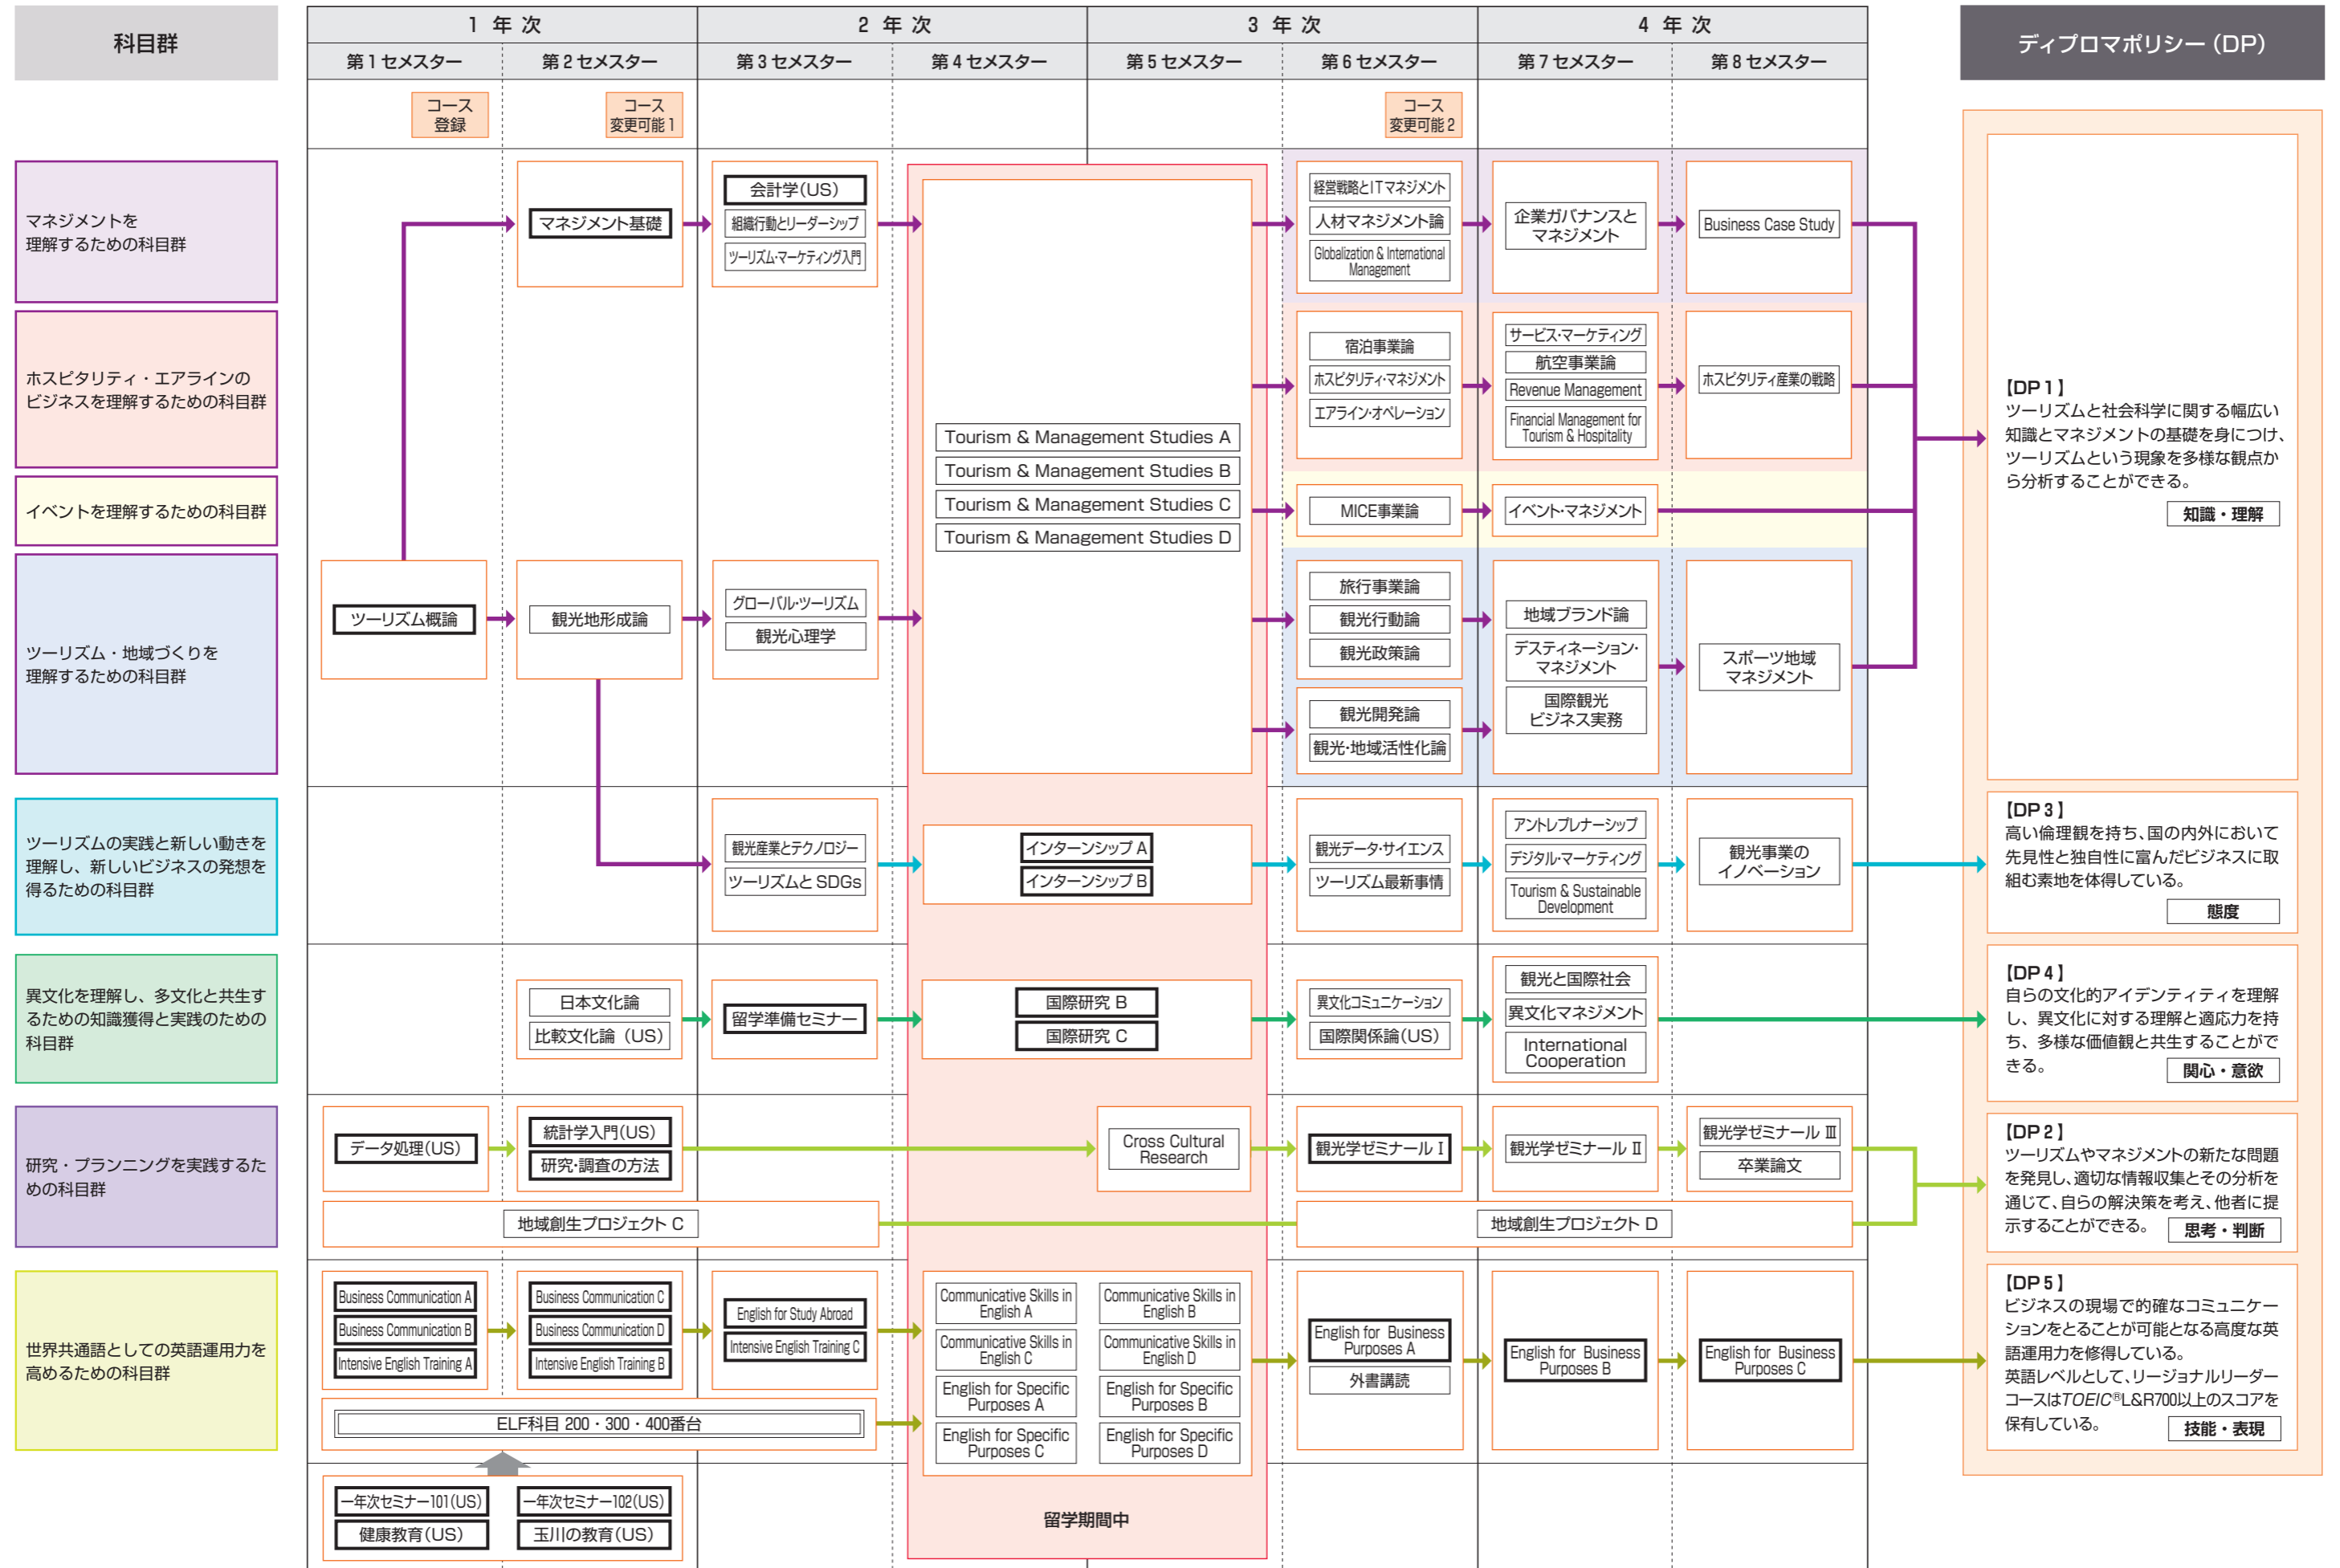 科目群
1 年 次
2 年 次
3 年 次
4 年 次
ディプロマポリシー（DP）
第1セメスター
第2セメスター
第3セメスター
第4セメスター
第5セメスター
第6セメスター
第7セメスター
第8セメスター
コース
登録
コース
変更可能1
コース
変更可能2
マネジメントを
理解するための科目群
マネジメント基礎
会計学(US)
組織行動とリーダーシップ
ツーリズム・マーケティング入門
経営戦略とITマネジメント
人材マネジメント論
Globalization & International
Management
企業ガバナンスと
マネジメント
Business Case Study
ホスピタリティ・エアラインの
ビジネスを理解するための科目群
宿泊事業論
ホスピタリティ・マネジメント
エアライン・オペレーション
サービス・マーケティング
航空事業論
Revenue Management
Financial Management for
Tourism & Hospitality
ホスピタリティ産業の戦略
Tourism & Management Studies A
Tourism & Management Studies B
Tourism & Management Studies C
Tourism & Management Studies D
イベントを理解するための科目群
MICE事業論
イベント・マネジメント
ツーリズム・地域づくりを
理解するための科目群
ツーリズム概論
観光地形成論
グローバル・ツーリズム
観光心理学
旅行事業論
観光行動論
観光政策論
観光開発論
観光・地域活性化論
地域ブランド論
デスティネーション・
マネジメント
国際観光
ビジネス実務
スポーツ地域
マネジメント
【DP1】
ツーリズムと社会科学に関する幅広い
知識とマネジメントの基礎を身につけ、
ツーリズムという現象を多様な観点か
ら分析することができる。
知識・理解
ツーリズムの実践と新しい動きを
理解し、新しいビジネスの発想を
得るための科目群
観光産業とテクノロジー
ツーリズムと SDGs
インターンシップ A
インターンシップ B
観光データ・サイエンス
ツーリズム最新事情
アントレプレナーシップ
デジタル・マーケティング
Tourism & Sustainable
Development
観光事業の
イノベーション
【DP3】
高い倫理観を持ち、国の内外において
先見性と独自性に富んだビジネスに取
組む素地を体得している。
態度
異文化を理解し、多文化と共生す
るための知識獲得と実践のための
科目群
日本文化論
比較文化論（US）
留学準備セミナー
国際研究 B
国際研究 C
異文化コミュニケーション
国際関係論(US)
観光と国際社会
異文化マネジメント
International
Cooperation
【DP4】
自らの文化的アイデンティティを理解
し、異文化に対する理解と適応力を持
ち、多様な価値観と共生することがで
きる。
関心・意欲
研究・プランニングを実践するた
めの科目群
データ処理(US)
統計学入門(US)
研究・調査の方法
Cross Cultural
Research
観光学ゼミナール Ⅰ
観光学ゼミナール Ⅱ
観光学ゼミナール Ⅲ
卒業論文
地域創生プロジェクト C
地域創生プロジェクト D
【DP2】
ツーリズムやマネジメントの新たな問題
を発見し、適切な情報収集とその分析を
通じて、自らの解決策を考え、他者に提
示することができる。
思考・判断
世界共通語としての英語運用力を
高めるための科目群
Business Communication A
Business Communication B
Intensive English Training A
Business Communication C
Business Communication D
Intensive English Training B
English for Study Abroad
Intensive English Training C
ELF科目 200・300・400番台
Communicative Skills in
English A
Communicative Skills in
English B
Communicative Skills in
English C
Communicative Skills in
English D
English for Specific
Purposes A
English for Specific
Purposes B
English for Specific
Purposes C
English for Specific
Purposes D
English for Business
Purposes A
外書講読
English for Business
Purposes B
English for Business
Purposes C
【DP5】
ビジネスの現場で的確なコミュニケー
ションをとることが可能となる高度な英
語運用力を修得している。
英語レベルとして、リージョナルリーダー
コースはTOEIC®L&R700以上のスコアを
保有している。
技能・表現
一年次セミナー101(US)
一年次セミナー102(US)
健康教育(US)
玉川の教育(US)
留学期間中